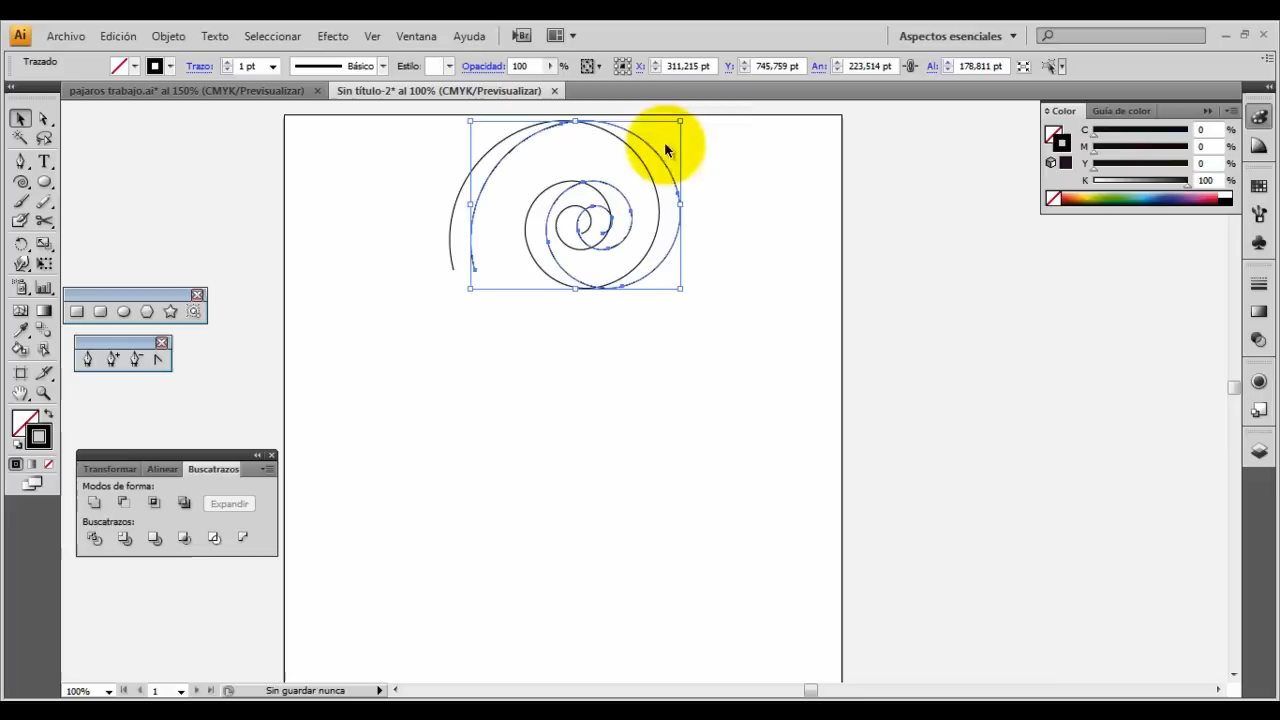 Ai Archivo Edición Objeto Texto Seleccionar Efecto Ver Ventana Ayuda Br Aspectos esenciales
Trazado Trazo: 1 pt Básico Estilo: Opacidad: 100 % X: 311,215 pt Y: 745,759 pt An: 223,514 pt Al: 178,811 pt
pajaros trabajo.ai* al 150% (CMYK/Previsualizar) Sin título-2* al 100% (CMYK/Previsualizar)
Color Guía de color
C 0 %
M 0 %
Y 0 %
K 100 %
Transformar Alinear Buscatrazos
Modos de forma:
Expandir
Buscatrazos:
100% 1 Sin guardar nunca